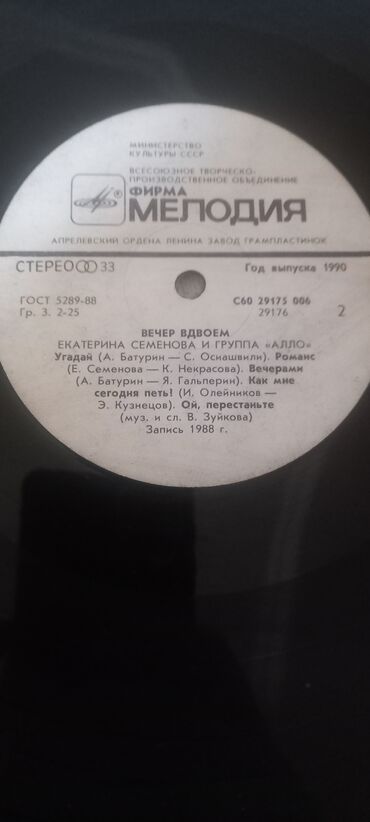 МИНИСТЕРСТВО
КУЛЬТУРЫ СССР
ВСЕСОЮЗНОЕ ТВОРЧЕСКО-
ПРОИЗВОДСТВЕННОЕ ОБЪЕДИНЕНИЕ
ФИРМА
МЕЛОДИЯ
АПРЕЛЕВСКИЙ ОРДЕНА ЛЕНИНА ЗАВОД ГРАМПЛАСТИНОК
СТЕРЕО 33 Год выпуска 1990
ГОСТ 5289-88 С60 29175 006
Гр. 3. 2-25 29176 2
ВЕЧЕР ВДВОЕМ
ЕКАТЕРИНА СЕМЕНОВА И ГРУППА «АЛЛО»
Угадай (А. Батурин — С. Осиашвили). Романс
(Е. Семенова — К. Некрасова). Вечерами
(А. Батурин — Я. Гальперин). Как мне
сегодня петь! (И. Олейников —
Э. Кузнецов). Ой, перестаньте
(муз. и сл. В. Зуйкова)
Запись 1988 г.